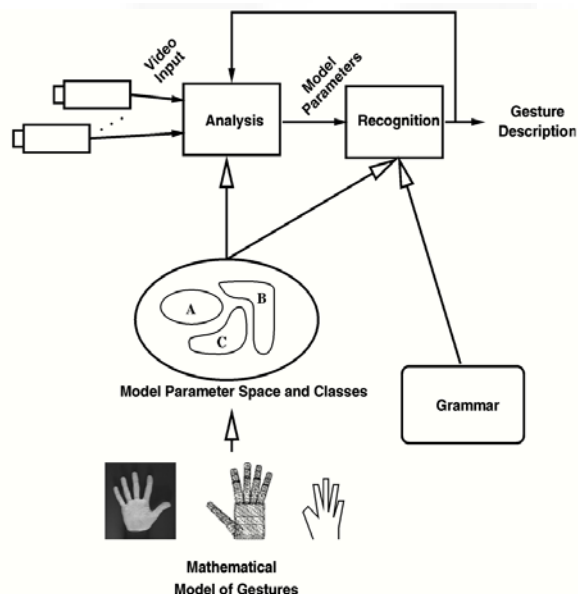 Video
Input
Model
Parameters
Analysis
Recognition
Gesture
Description
A
B
C
Model Parameter Space and Classes
Grammar
Mathematical
Model of Gestures